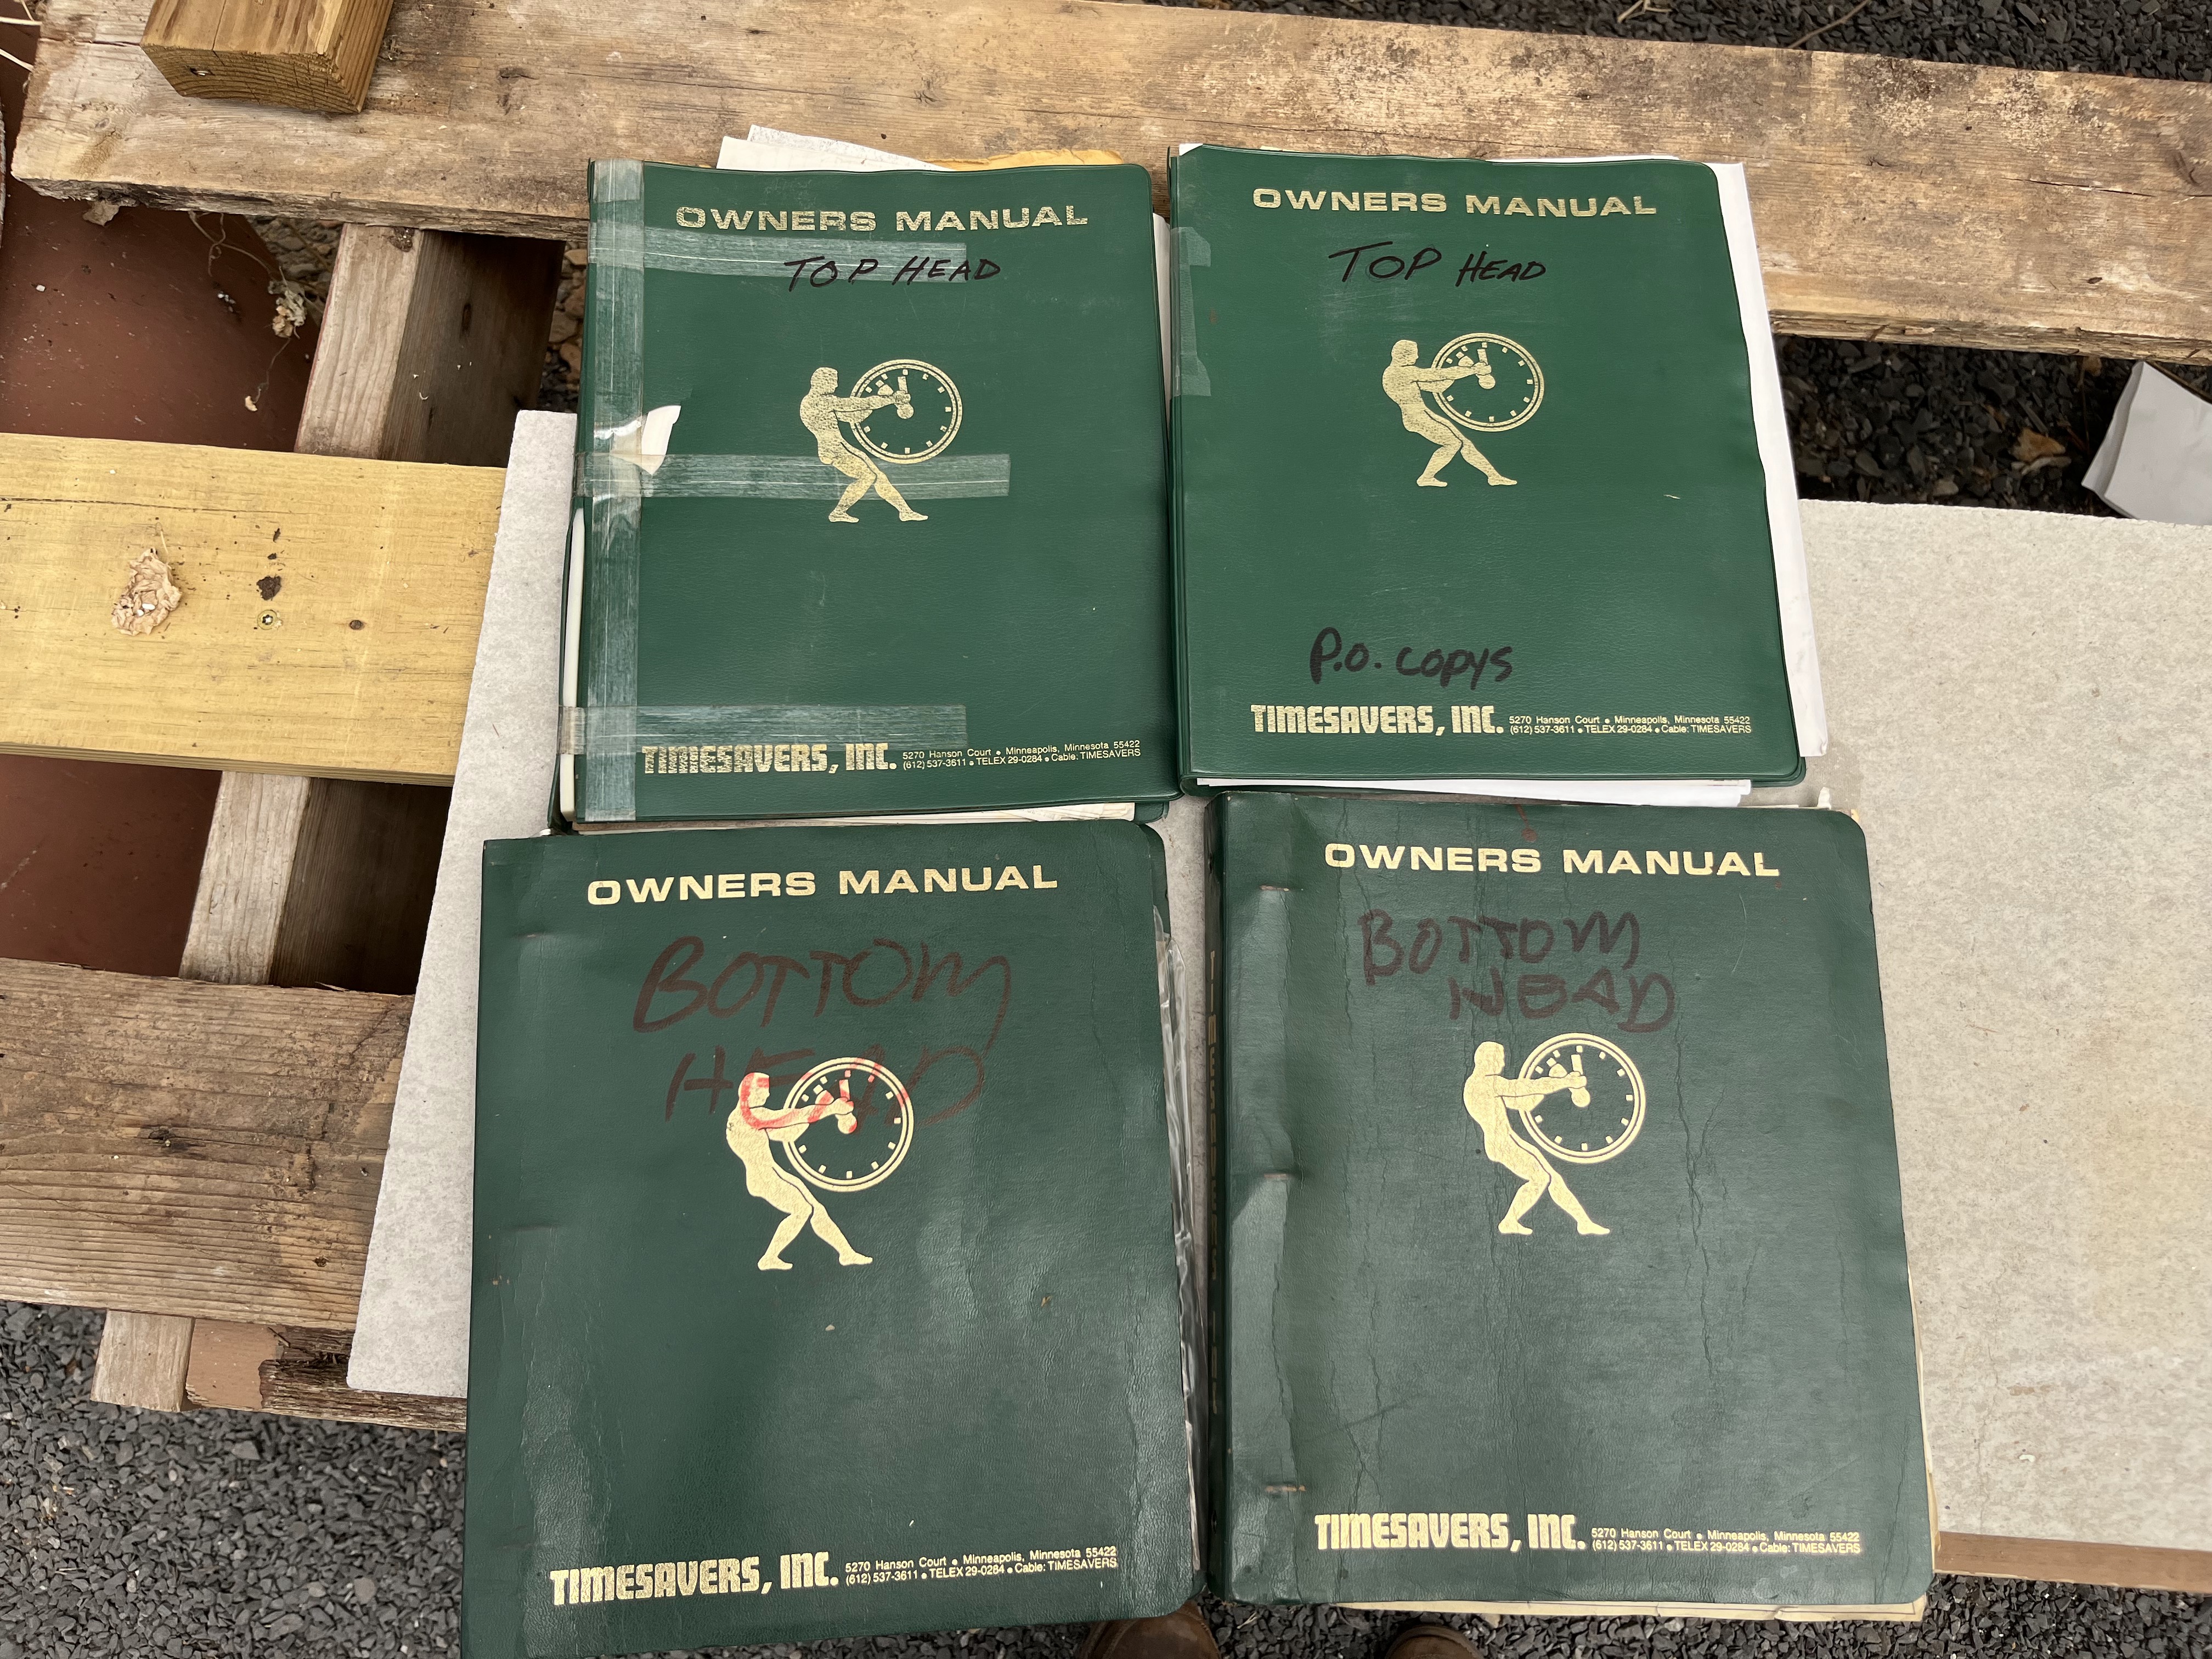 OWNERS MANUAL
TOP HEAD
TIMESAVERS, INC.
5270 Hanson Court • Minneapolis, Minnesota 55422
(612) 537-3611 • TELEX 29-0284 • Cable: TIMESAVERS
OWNERS MANUAL
TOP HEAD
P.O. COPYS
TIMESAVERS, INC.
5270 Hanson Court • Minneapolis, Minnesota 55422
(612) 537-3611 • TELEX 29-0284 • Cable: TIMESAVERS
OWNERS MANUAL
BOTTOM
HEAD
TIMESAVERS, INC.
5270 Hanson Court • Minneapolis, Minnesota 55422
(612) 537-3611 • TELEX 29-0284 • Cable: TIMESAVERS
OWNERS MANUAL
BOTTOM
HEAD
TIMESAVERS, INC.
5270 Hanson Court • Minneapolis, Minnesota 55422
(612) 537-3611 • TELEX 29-0284 • Cable: TIMESAVERS